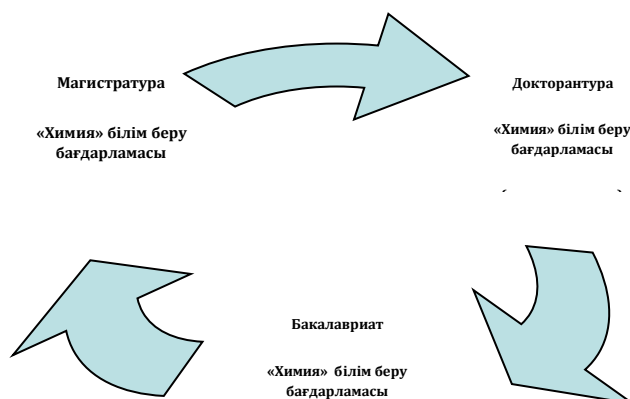 Магистратура
«Химия» білім беру
бағдарламасы
Докторантура
«Химия» білім беру
бағдарламасы
Бакалавриат
«Химия» білім беру
бағдарламасы